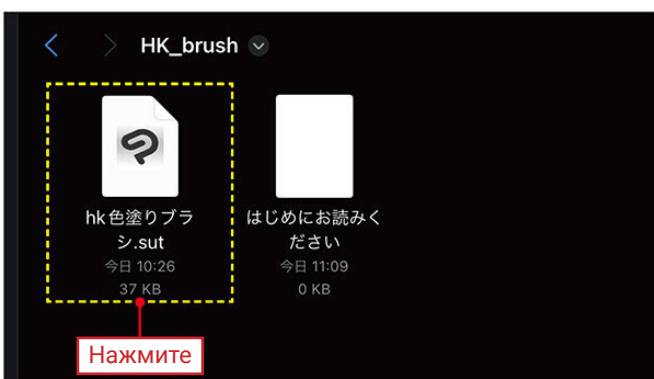 HK_brush
hk色塗りブラ
シ.sut
今日 10:26
37 KB
はじめにお読みく
ださい
今日 11:09
0 KB
Нажмите